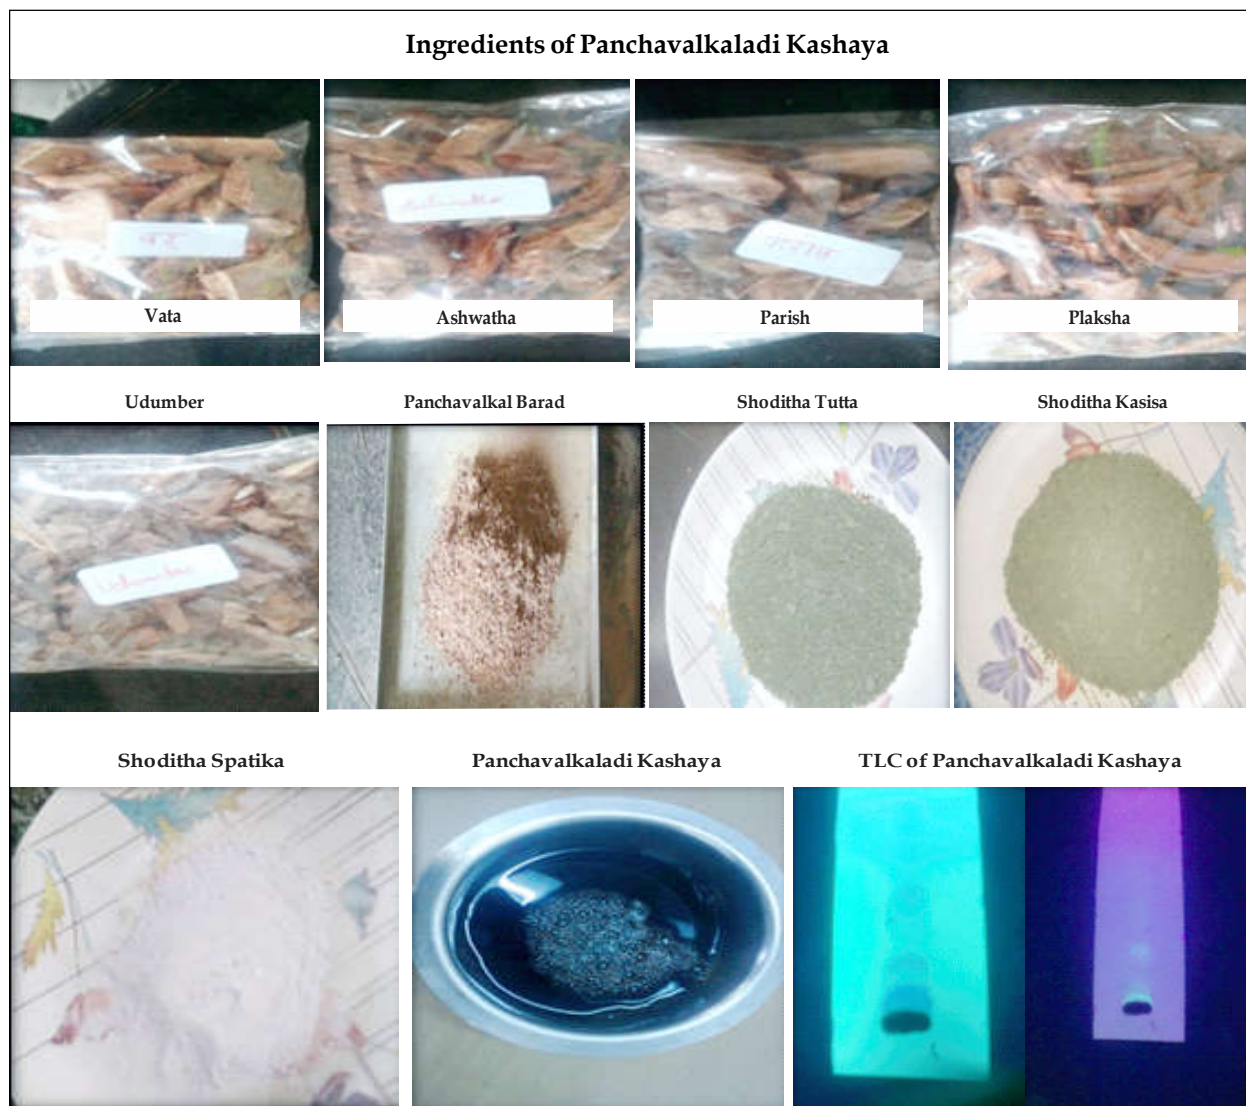 Ingredients of Panchavalkaladi Kashaya
Vata
Ashwatha
Parish
Plaksha
Udumber
Panchavalkal Barad
Shoditha Tutta
Shoditha Kasisa
Shoditha Spatika
Panchavalkaladi Kashaya
TLC of Panchavalkaladi Kashaya